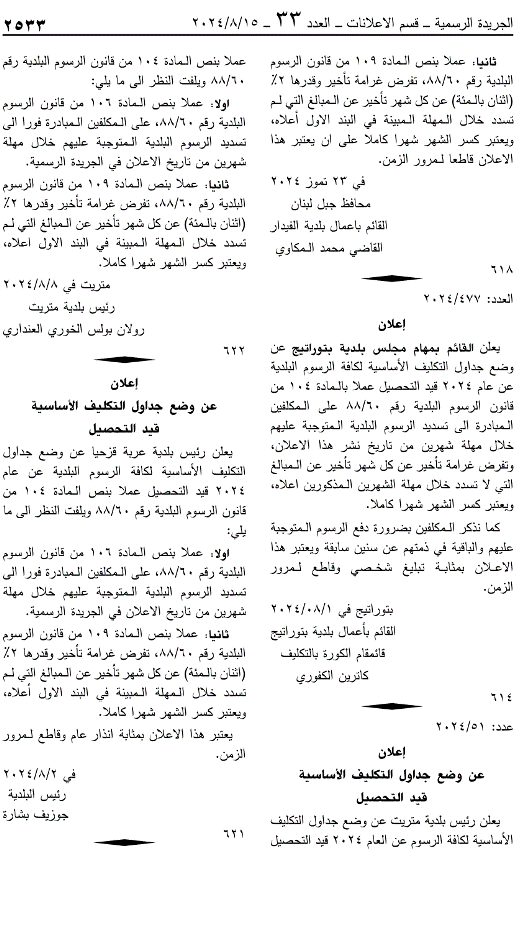 الجريدة الرسمية ــ قسم الاعلانات ــ العدد ٣٣ ــ ٢٠٢٤/٨/١٥
٢٥٣٣
ثانيا: عملا بنص المادة ١٠٩ من قانون الرسوم
البلدية رقم ٨٨/٦٠، تفرض غرامة تأخير وقدرها ٢٪
(اثنان بالمئة) عن كل شهر تأخير عن المبالغ التي لم
تسدد خلال المهلة المبينة في البند الاول أعلاه،
ويعتبر كسر الشهر شهرا كاملا على ان يعتبر هذا
الاعلان قاطعا لمرور الزمن.
في ٢٣ تموز ٢٠٢٤
محافظ جبل لبنان
القائم باعمال بلدية الفيدار
القاضي محمد المكاوي
٦١٨
العدد: ٢٠٢٤/٤٧٧
إعلان
يعلن القائم بمهام مجلس بلدية بتوراتيج عن
وضع جداول التكليف الأساسية لكافة الرسوم البلدية
عن عام ٢٠٢٤ قيد التحصيل عملا بالمادة ١٠٤ من
قانون الرسوم البلدية رقم ٨٨/٦٠ على المكلفين
المبادرة الى تسديد الرسوم البلدية المتوجبة عليهم
خلال مهلة شهرين من تاريخ نشر هذا الاعلان،
وتفرض غرامة تأخير عن كل شهر تأخير عن المبالغ
التي لا تسدد خلال مهلة الشهرين المذكورين اعلاه،
ويعتبر كسر الشهر شهرا كاملا.
كما نذكر المكلفين بضرورة دفع الرسوم المتوجبة
عليهم والباقية في ذمتهم عن سنين سابقة ويعتبر هذا
الاعلان بمثابة تبليغ شخصي وقاطع لمرور
الزمن.
بتوراتيج في ٢٠٢٤/٠٨/١
القائم بأعمال بلدية بتوراتيج
قائمقام الكورة بالتكليف
كاترين الكفوري
٦١٤
عدد: ٢٠٢٤/٥١
إعلان
عن وضع جداول التكليف الأساسية
قيد التحصيل
يعلن رئيس بلدية متريت عن وضع جداول التكليف
الأساسية لكافة الرسوم عن العام ٢٠٢٤ قيد التحصيل
عملا بنص المادة ١٠٤ من قانون الرسوم البلدية رقم
٨٨/٦٠ ويلفت النظر الى ما يلي:
اولا: عملا بنص المادة ١٠٦ من قانون الرسوم
البلدية رقم ٨٨/٦٠، على المكلفين المبادرة فورا الى
تسديد الرسوم البلدية المتوجبة عليهم خلال مهلة
شهرين من تاريخ الاعلان في الجريدة الرسمية.
ثانيا: عملا بنص المادة ١٠٩ من قانون الرسوم
البلدية رقم ٨٨/٦٠، تفرض غرامة تأخير وقدرها ٢٪
(اثنان بالمئة) عن كل شهر تأخير عن المبالغ التي لم
تسدد خلال المهلة المبينة في البند الاول اعلاه،
ويعتبر كسر الشهر شهرا كاملا.
متريت في ٢٠٢٤/٨/٨
رئيس بلدية متريت
رولان بولس الخوري العنداري
٦٢٢
إعلان
عن وضع جداول التكليف الأساسية
قيد التحصيل
يعلن رئيس بلدية عربة قزحيا عن وضع جداول
التكليف الأساسية لكافة الرسوم البلدية عن عام
٢٠٢٤ قيد التحصيل عملا بنص المادة ١٠٤ من
قانون الرسوم البلدية رقم ٨٨/٦٠ ويلفت النظر الى ما
يلي:
اولا: عملا بنص المادة ١٠٦ من قانون الرسوم
البلدية رقم ٨٨/٦٠، على المكلفين المبادرة فورا الى
تسديد الرسوم البلدية المتوجبة عليهم خلال مهلة
شهرين من تاريخ الاعلان في الجريدة الرسمية.
ثانيا: عملا بنص المادة ١٠٩ من قانون الرسوم
البلدية رقم ٨٨/٦٠، تفرض غرامة تأخير وقدرها ٢٪
(اثنان بالمئة) عن كل شهر تأخير عن المبالغ التي لم
تسدد خلال المهلة المبينة في البند الاول أعلاه،
ويعتبر كسر الشهر شهرا كاملا.
يعتبر هذا الاعلان بمثابة انذار عام وقاطع لمرور
الزمن.
في ٢٠٢٤/٨/٢
رئيس البلدية
جوزيف بشارة
٦٢١